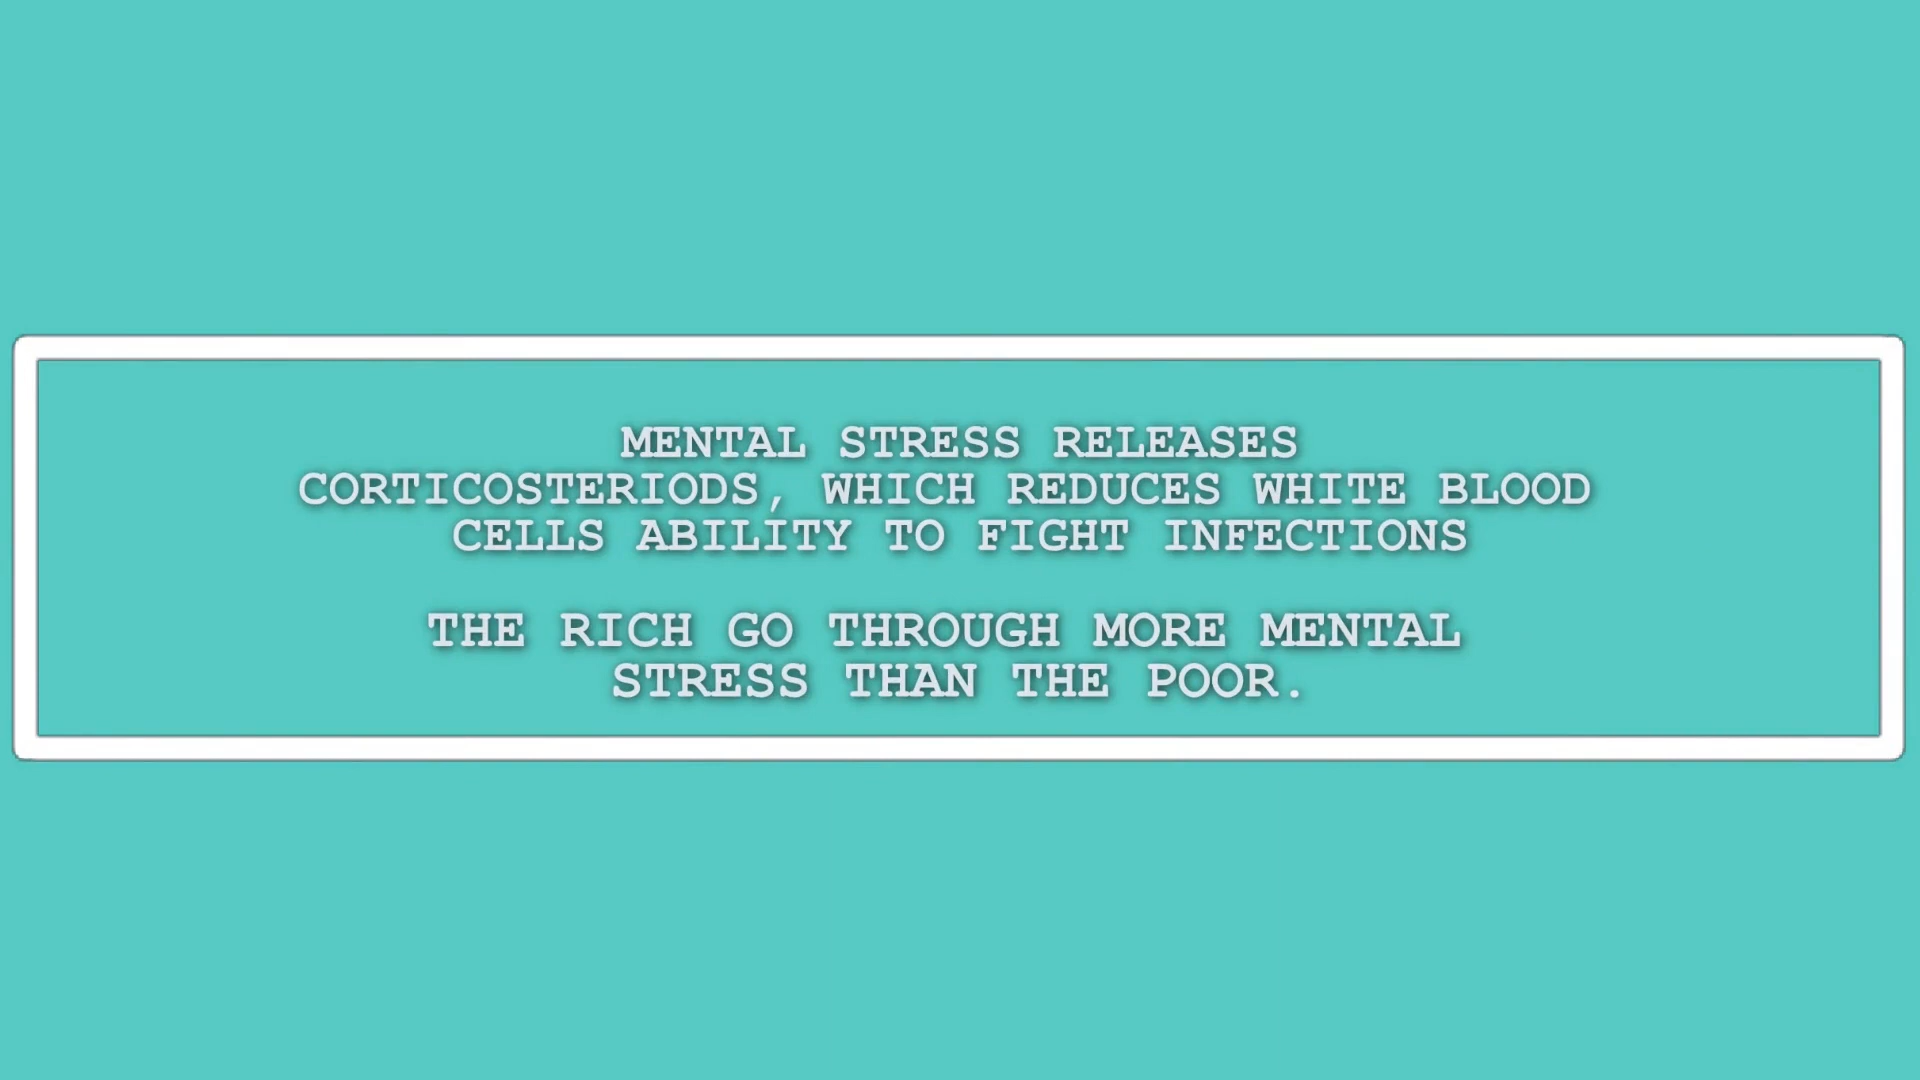 MENTAL STRESS RELEASES
CORTICOSTERIODS, WHICH REDUCES WHITE BLOOD
CELLS ABILITY TO FIGHT INFECTIONS
THE RICH GO THROUGH MORE MENTAL
STRESS THAN THE POOR.